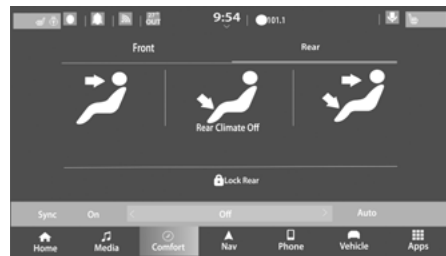 OUT
9:54
101.1
Front
Rear
Rear Climate Off
Lock Rear
Sync
On
Off
Auto
Home
Media
Comfort
Nav
Phone
Vehicle
Apps